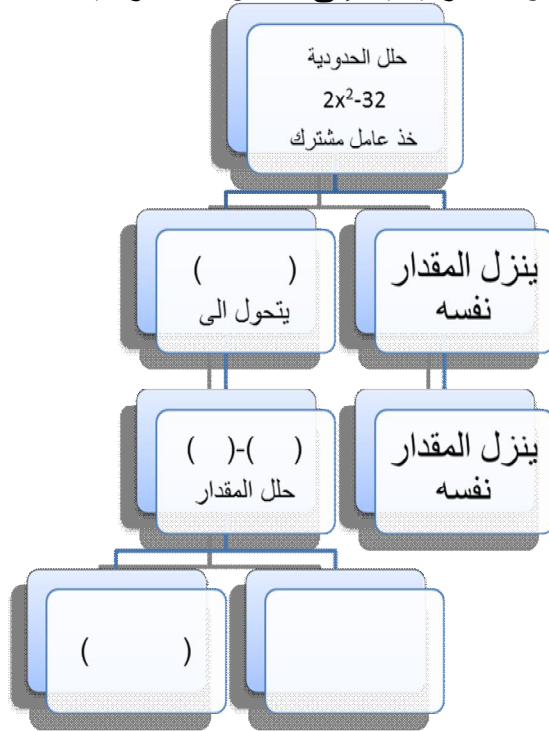 حلل الحدودية
2x²-32
خذ عامل مشترك
ينزل المقدار
نفسه
(          )
يتحول الى
ينزل المقدار
نفسه
(    )-(    )
حلل المقدار
(          )